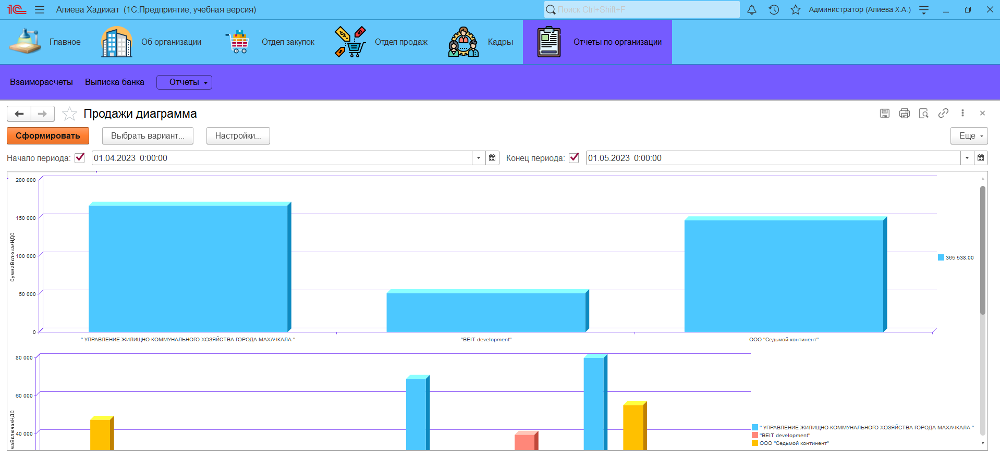 1С Алиева Хадижат (1С:Предприятие, учебная версия) Поиск Ctrl+Shift+F Администратор (Алиева Х.А.)
Главное Об организации Отдел закупок Отдел продаж Кадры Отчеты по организации
Взаиморасчеты Выписка банка Отчеты
Продажи диаграмма
Сформировать Выбрать вариант... Настройки... Еще
Начало периода: 01.04.2023 0:00:00 Конец периода: 01.05.2023 0:00:00
200 000
150 000
100 000
50 000
0
СуммаВключаяНДС
365 538,00
" УПРАВЛЕНИЕ ЖИЛИЩНО-КОММУНАЛЬНОГО ХОЗЯЙСТВА ГОРОДА МАХАЧКАЛА " "BEIT development" ООО "Седьмой континент"
80 000
60 000
40 000
маВключаяНДС
" УПРАВЛЕНИЕ ЖИЛИЩНО-КОММУНАЛЬНОГО ХОЗЯЙСТВА ГОРОДА МАХАЧКАЛА "
"BEIT development"
ООО "Седьмой континент"